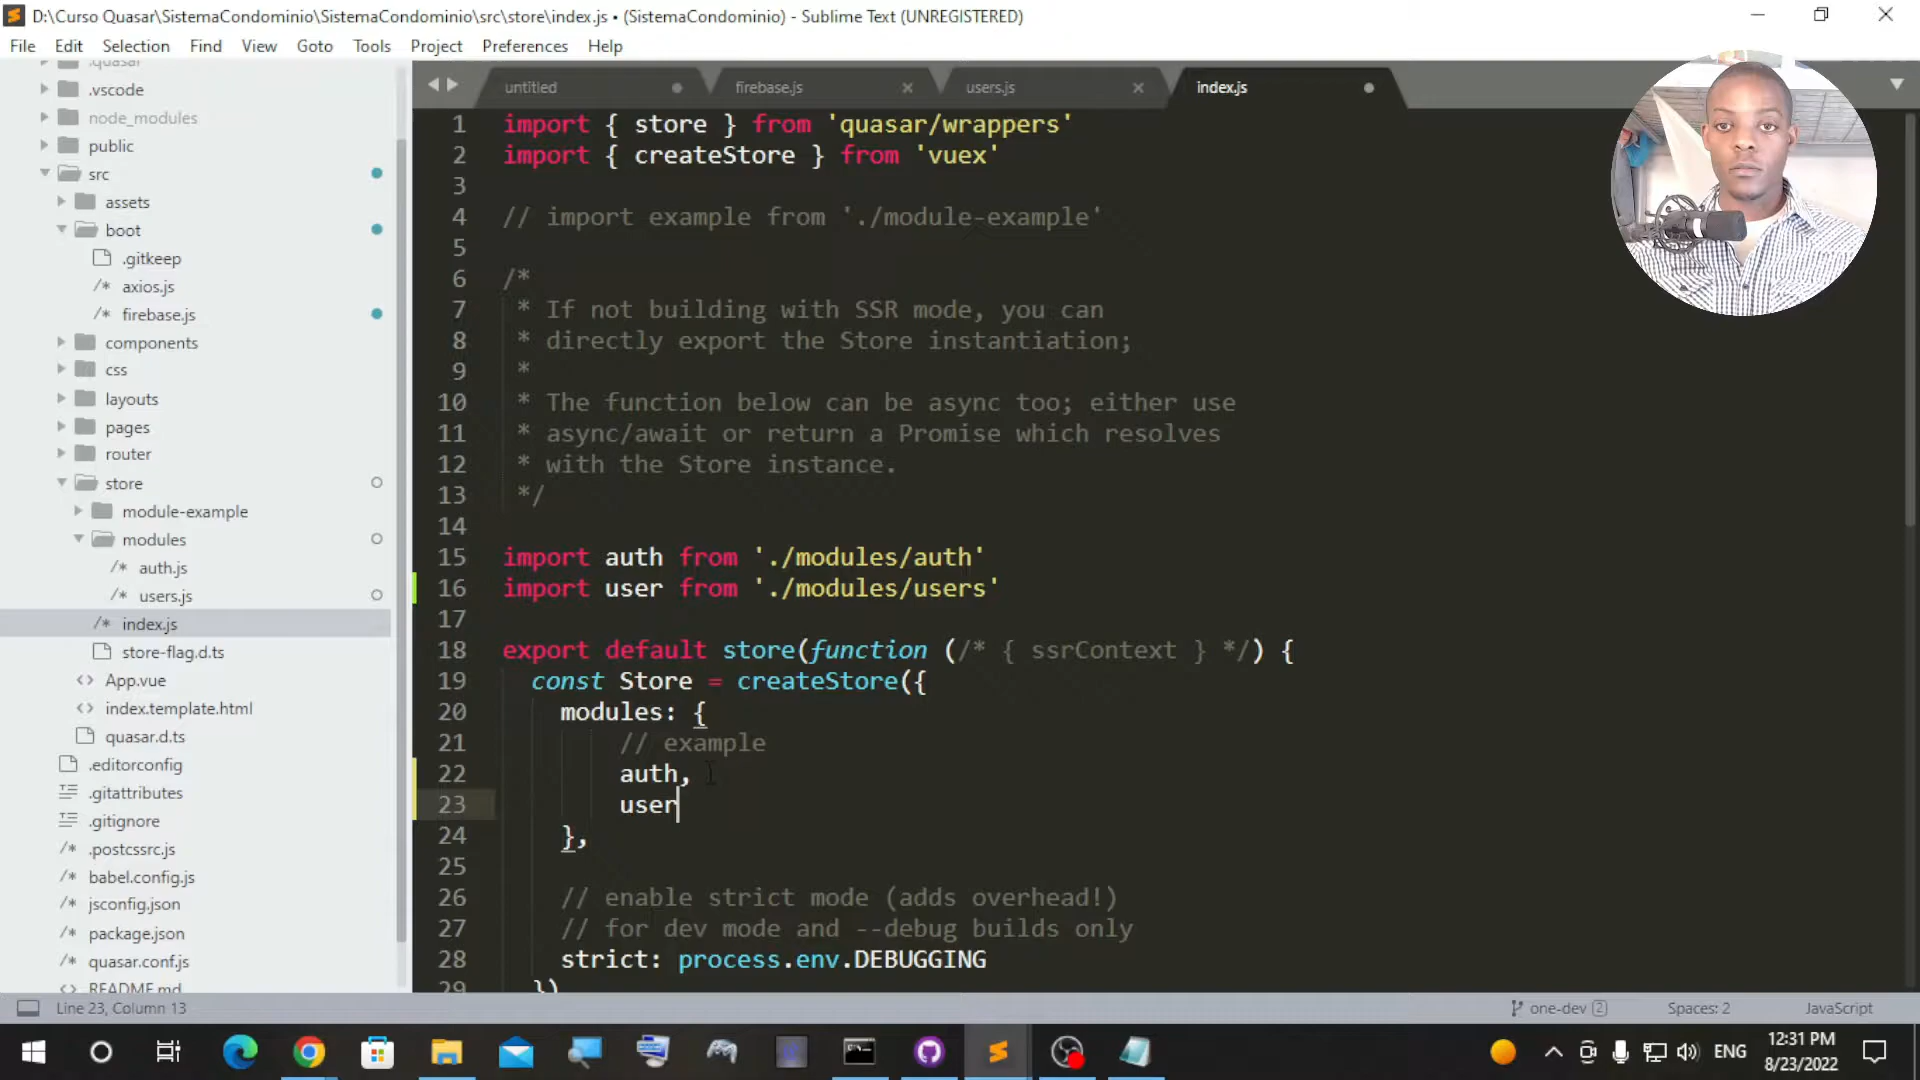 D:\Curso Quasar\SistemaCondominio\SistemaCondominio\src\store\index.js • (SistemaCondominio) - Sublime Text (UNREGISTERED)
File Edit Selection Find View Goto Tools Project Preferences Help
.quasar
.vscode
node_modules
public
src
assets
boot
.gitkeep
/* axios.js
/* firebase.js
components
css
layouts
pages
router
store
module-example
modules
/* auth.js
/* users.js
/* index.js
store-flag.d.ts
<> App.vue
<> index.template.html
quasar.d.ts
.editorconfig
.gitattributes
.gitignore
/* .postcssrc.js
/* babel.config.js
/* jsconfig.json
/* package.json
/* quasar.conf.js
<> README.md
untitled firebase.js × users.js × index.js
1 import { store } from 'quasar/wrappers'
2 import { createStore } from 'vuex'
3
4 // import example from './module-example'
5
6 /*
7 * If not building with SSR mode, you can
8 * directly export the Store instantiation;
9 *
10 * The function below can be async too; either use
11 * async/await or return a Promise which resolves
12 * with the Store instance.
13 */
14
15 import auth from './modules/auth'
16 import user from './modules/users'
17
18 export default store(function (/* { ssrContext } */) {
19 const Store = createStore({
20 modules: {
21 // example
22 auth,
23 user
24 },
25
26 // enable strict mode (adds overhead!)
27 // for dev mode and --debug builds only
28 strict: process.env.DEBUGGING
29 })
Line 23, Column 13 one-dev 2 Spaces: 2 JavaScript
ENG 12:31 PM
8/23/2022